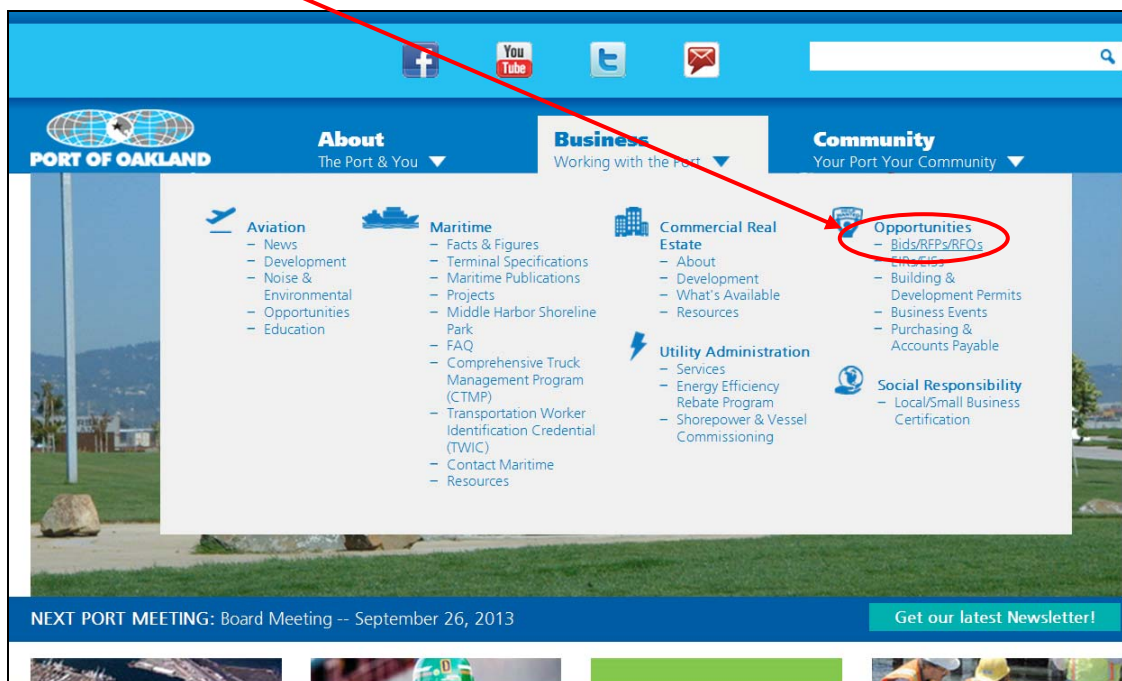 You
Tube
PORT OF OAKLAND
About
The Port & You
Business
Working with the Port
Community
Your Port Your Community
Aviation
– News
– Development
– Noise &
Environmental
– Opportunities
– Education
Maritime
– Facts & Figures
– Terminal Specifications
– Maritime Publications
– Projects
– Middle Harbor Shoreline
Park
– FAQ
– Comprehensive Truck
Management Program
(CTMP)
– Transportation Worker
Identification Credential
(TWIC)
– Contact Maritime
– Resources
Commercial Real
Estate
– About
– Development
– What's Available
– Resources
Utility Administration
– Services
– Energy Efficiency
Rebate Program
– Shorepower & Vessel
Commissioning
Opportunities
– Bids/RFPs/RFQs
– EIRs/EISs
– Building &
Development Permits
– Business Events
– Purchasing &
Accounts Payable
Social Responsibility
– Local/Small Business
Certification
NEXT PORT MEETING: Board Meeting -- September 26, 2013
Get our latest Newsletter!